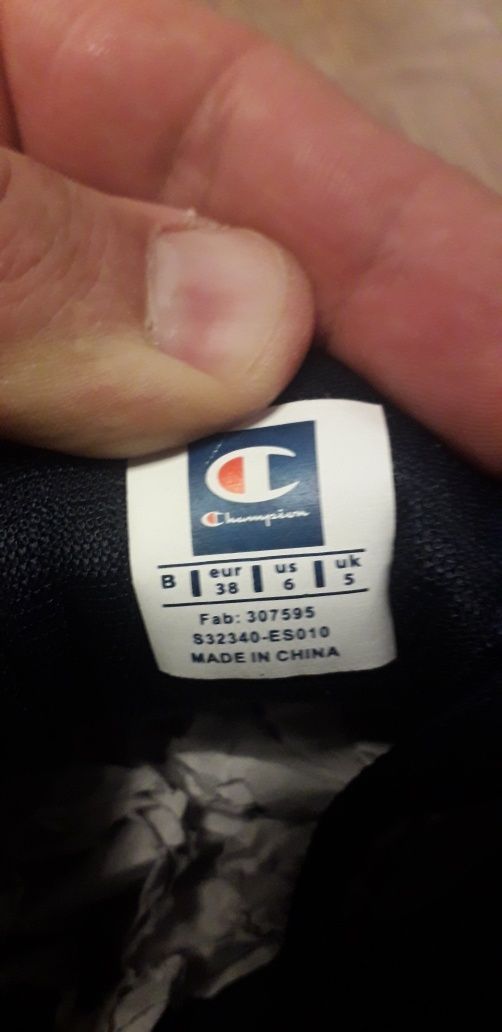 Champion
B | eur 38 | us 6 | uk 5
Fab: 307595
S32340-ES010
MADE IN CHINA